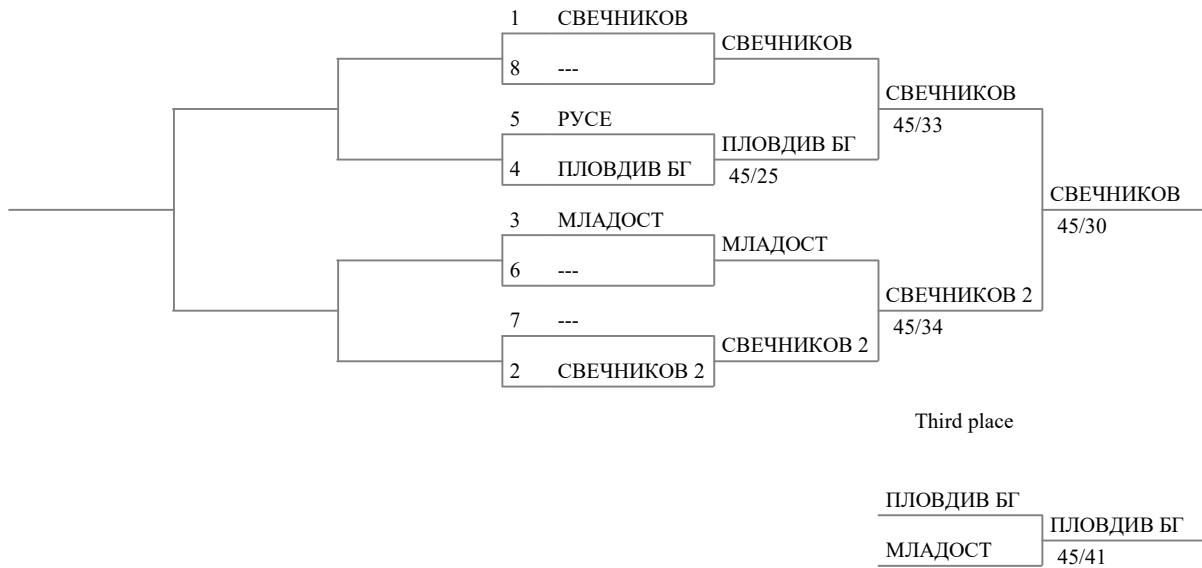 1 СВЕЧНИКОВ
СВЕЧНИКОВ
8 ---
СВЕЧНИКОВ
45/33
5 РУСЕ
ПЛОВДИВ БГ
4 ПЛОВДИВ БГ
45/25
СВЕЧНИКОВ
45/30
3 МЛАДОСТ
МЛАДОСТ
6 ---
СВЕЧНИКОВ 2
45/34
7 ---
СВЕЧНИКОВ 2
2 СВЕЧНИКОВ 2
Third place
ПЛОВДИВ БГ
ПЛОВДИВ БГ
МЛАДОСТ
45/41